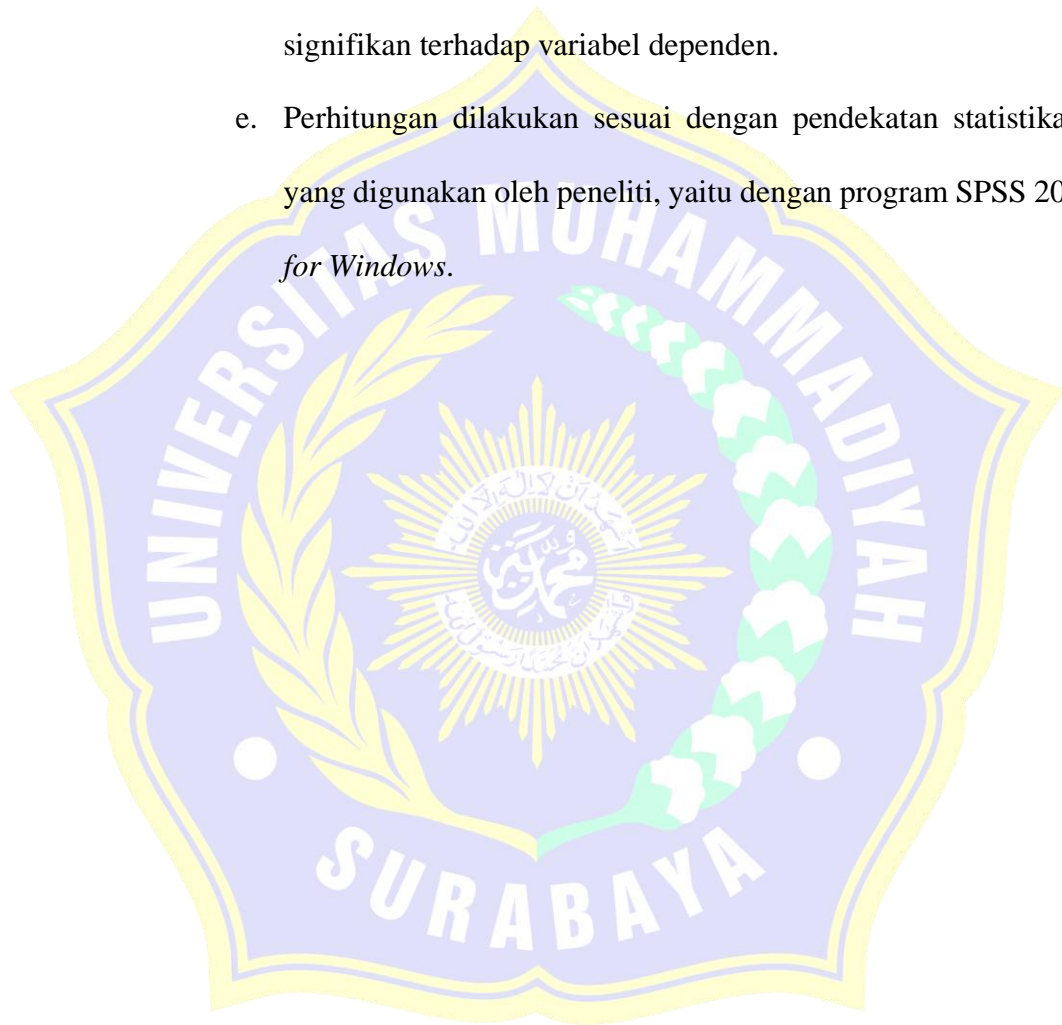 signifikan terhadap variabel dependen.
e. Perhitungan dilakukan sesuai dengan pendekatan statistika
yang digunakan oleh peneliti, yaitu dengan program SPSS 20
for Windows.
UNIVERSITAS MUHAMMADIYAH
محمد
SURABAYA